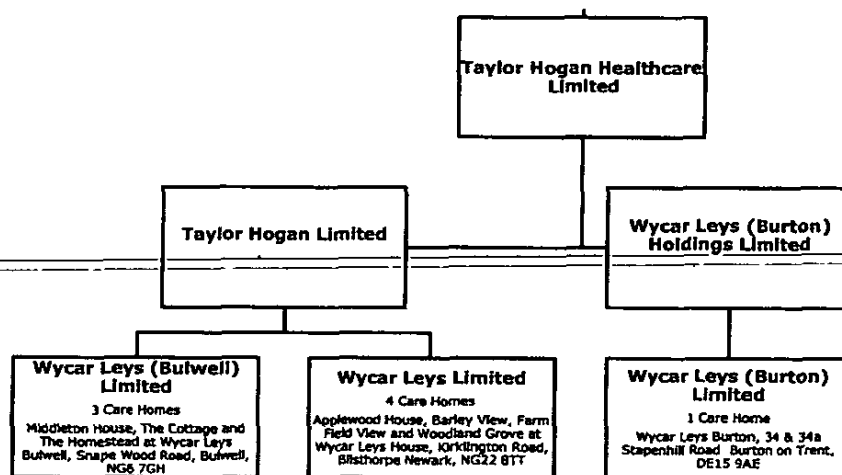 Taylor Hogan Healthcare
Limited
Taylor Hogan Limited
Wycar Leys (Burton)
Holdings Limited
Wycar Leys (Bulwell)
Limited
3 Care Homes
Middleton House, The Cottage and
The Homestead at Wycar Leys
Bulwell, Snape Wood Road, Bulwell,
NG6 7GH
Wycar Leys Limited
4 Care Homes
Applewood House, Barley View, Farm
Field View and Woodland Grove at
Wycar Leys House, Kirklington Road,
Bilsthorpe Newark, NG22 8TT
Wycar Leys (Burton)
Limited
1 Care Home
Wycar Leys Burton, 34 & 34a
Stapenhill Road Burton on Trent,
DE15 9AE